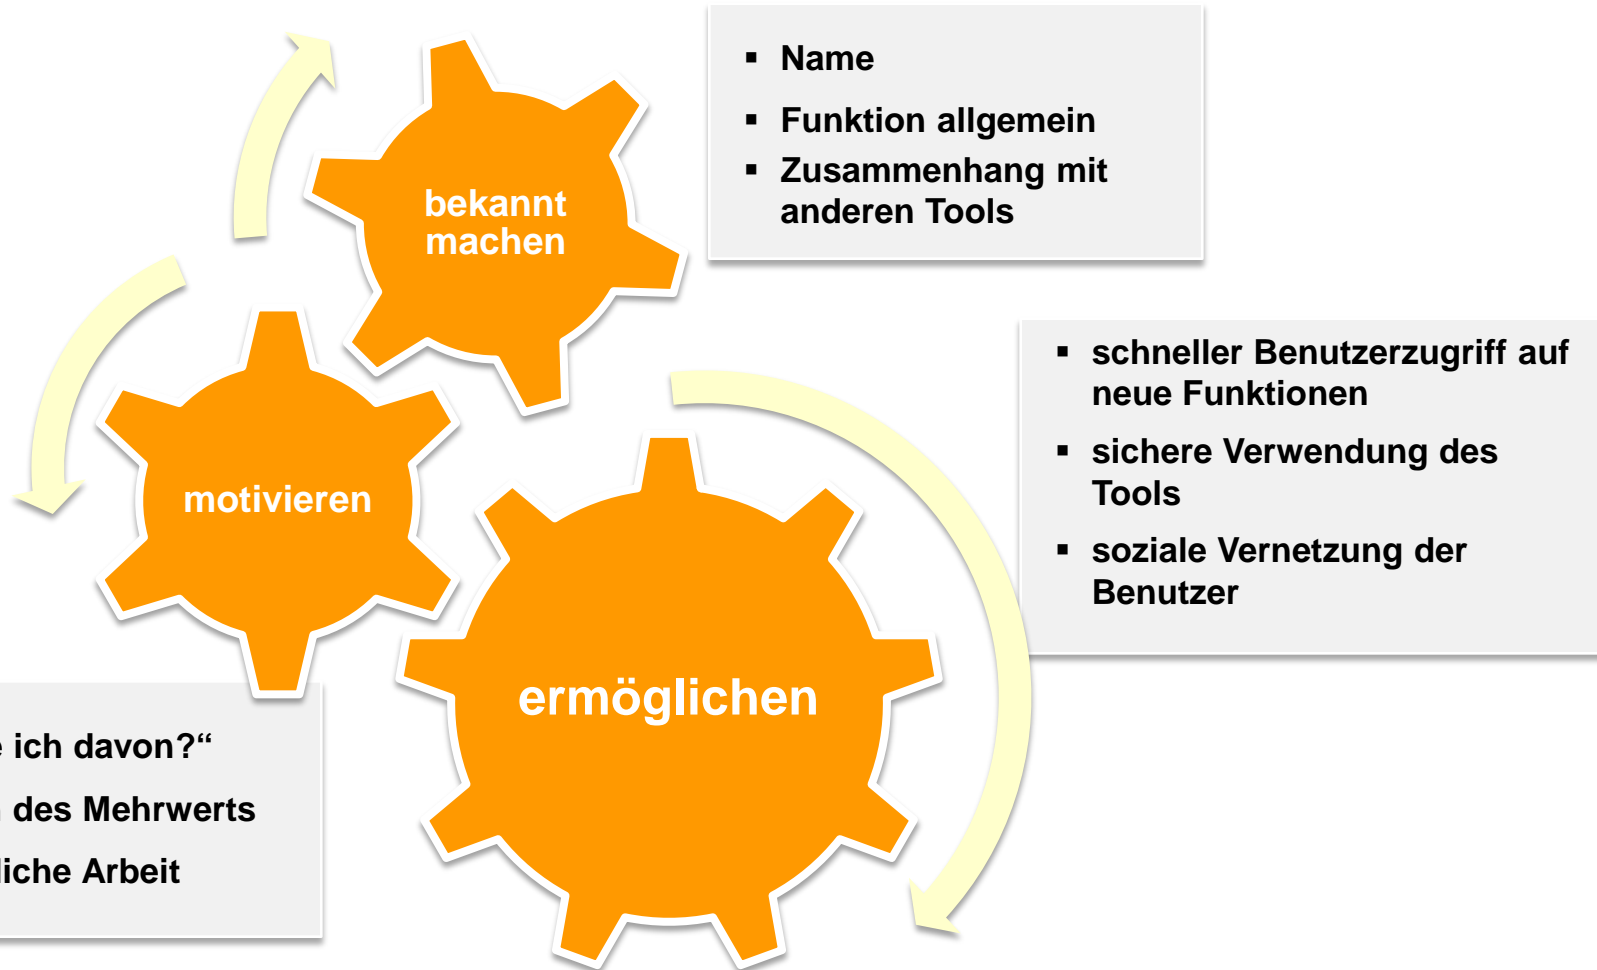 ▪ Name
▪ Funktion allgemein
▪ Zusammenhang mit
anderen Tools
bekannt
machen
▪ schneller Benutzerzugriff auf
neue Funktionen
▪ sichere Verwendung des
Tools
▪ soziale Vernetzung der
Benutzer
motivieren
ermöglichen
ich davon?“
des Mehrwerts
Arbeit